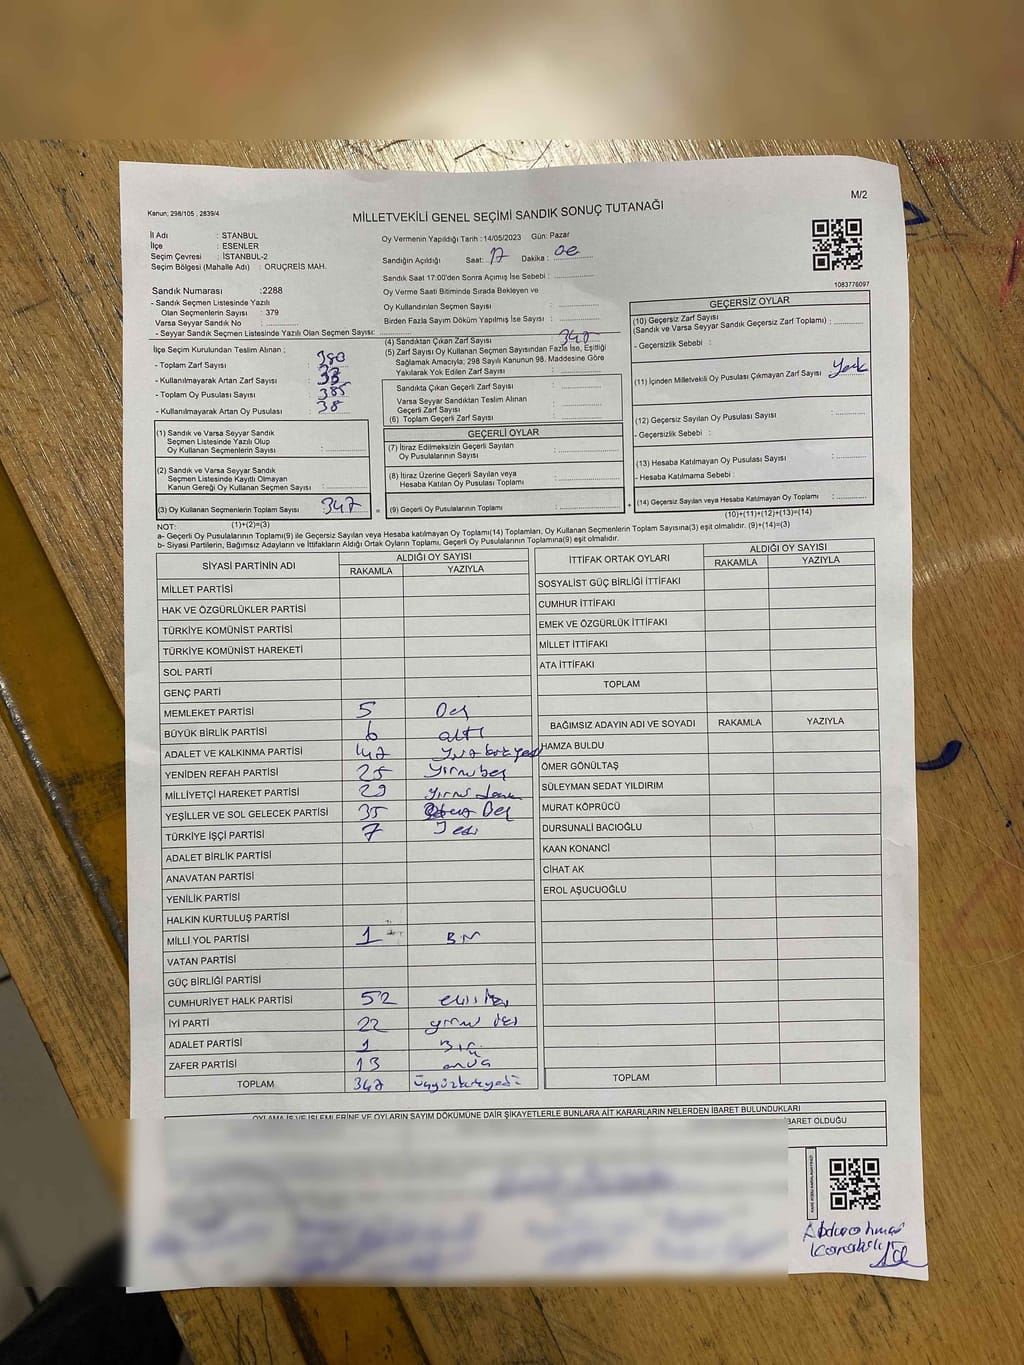 M/2
Kanun; 298/105 , 2839/4
MİLLETVEKİLİ GENEL SEÇİMİ SANDIK SONUÇ TUTANAĞI
İl Adı : STANBUL
İlçe : ESENLER
Seçim Çevresi : İSTANBUL-2
Seçim Bölgesi (Mahalle Adı) : ORUÇREİS MAH.
Sandık Numarası :2288
- Sandık Seçmen Listesinde Yazılı
Olan Seçmenlerin Sayısı : 379
Varsa Seyyar Sandık No :
- Seyyar Sandık Seçmen Listesinde Yazılı Olan Seçmen Sayısı:
İlçe Seçim Kurulundan Teslim Alınan ;
- Toplam Zarf Sayısı : 380
- Kullanılmayarak Artan Zarf Sayısı : 33
- Toplam Oy Pusulası : 385
- Kullanılmayarak Artan Oy Pusulası : 38
(1) Sandık ve Varsa Seyyar Sandık
Seçmen Listesinde Yazılı Olup
Oy Kullanan Seçmenlerin Sayısı :
(2) Sandık ve Varsa Seyyar Sandık
Seçmen Listesinde Kayıtlı Olmayan
Kanun Gereği Oy Kullanan Seçmen Sayısı :
(3) Oy Kullanan Seçmenlerin Toplam Sayısı : 347
(1)+(2)=(3)
Oy Vermenin Yapıldığı Tarih : 14/05/2023 Gün: Pazar
Sandığın Açıldığı Saat: 17 Dakika : 00
Sandık Saat 17:00'den Sonra Açımış İse Sebebi :
Oy Verme Saati Bitiminde Sırada Bekleyen ve
Oy Kullandırılan Seçmen Sayısı :
Birden Fazla Sayım Döküm Yapılmış İse Sayısı :
(4) Sandıktan Çıkan Zarf Sayısı : 347
(5) Zarf Sayısı Oy Kullanan Seçmen Sayısından Fazla İse, Eşitliği
Sağlamak Amacıyla; 298 Sayılı Kanunun 98. Maddesine Göre
Yakılarak Yok Edilen Zarf Sayısı :
Sandıkta Çıkan Geçerli Zarf Sayısı :
Varsa Seyyar Sandıktan Teslim Alınan
Geçerli Zarf Sayısı :
(6) Toplam Geçerli Zarf Sayısı :
GEÇERLİ OYLAR
(7) İtiraz Edilmeksizin Geçerli Sayılan
Oy Pusulalarının Sayısı :
(8) İtiraz Üzerine Geçerli Sayılan veya
Hesaba Katılan Oy Pusulası Toplamı :
= (9) Geçerli Oy Pusulalarının Toplamı :
1083776097
GEÇERSİZ OYLAR
(10) Geçersiz Zarf Sayısı
(Sandık ve Varsa Seyyar Sandık Geçersiz Zarf Toplamı) :
- Geçersizlik Sebebi :
(11) İçinden Milletvekili Oy Pusulası Çıkmayan Zarf Sayısı : Yok
(12) Geçersiz Sayılan Oy Pusulası Sayısı :
- Geçersizlik Sebebi :
(13) Hesaba Katılmayan Oy Pusulası Sayısı :
- Hesaba Katılmama Sebebi :
+ (14) Geçersiz Sayılan veya Hesaba Katılmayan Oy Toplamı :
(10)+(11)+(12)+(13)=(14)
NOT:
a- Geçerli Oy Pusulalarının Toplamı(9) ile Geçersiz Sayılan veya Hesaba katılmayan Oy Toplamı(14) Toplamları, Oy Kullanan Seçmenlerin Toplam Sayısına(3) eşit olmalıdır. (9)+(14)=(3)
b- Siyasi Partilerin, Bağımsız Adayların ve İttifakların Aldığı Ortak Oyların Toplamı, Geçerli Oy Pusulalarının Toplamına(9) eşit olmalıdır.
SİYASİ PARTİNİN ADI ALDIĞI OY SAYISI
RAKAMLA YAZIYLA
MİLLET PARTİSİ
HAK VE ÖZGÜRLÜKLER PARTİSİ
TÜRKİYE KOMÜNİST PARTİSİ
TÜRKİYE KOMÜNİST HAREKETİ
SOL PARTİ
GENÇ PARTİ
MEMLEKET PARTİSİ 5 Beş
BÜYÜK BİRLİK PARTİSİ 6 altı
ADALET VE KALKINMA PARTİSİ
YENİDEN REFAH PARTİSİ 25 yirmibeş
MİLLİYETÇİ HAREKET PARTİSİ 29
YEŞİLLER VE SOL GELECEK PARTİSİ 35 Beş
TÜRKİYE İŞÇİ PARTİSİ 7 Yedi
ADALET BİRLİK PARTİSİ
ANAVATAN PARTİSİ
YENİLİK PARTİSİ
HALKIN KURTULUŞ PARTİSİ
MİLLİ YOL PARTİSİ 1 Bir
VATAN PARTİSİ
GÜÇ BİRLİĞİ PARTİSİ
CUMHURİYET HALK PARTİSİ 52
İYİ PARTİ 22
ADALET PARTİSİ 1
ZAFER PARTİSİ 13
TOPLAM 347 üçyüzkırkyedi
İTTİFAK ORTAK OYLARI ALDIĞI OY SAYISI
RAKAMLA YAZIYLA
SOSYALİST GÜÇ BİRLİĞİ İTTİFAKI
CUMHUR İTTİFAKI
EMEK VE ÖZGÜRLÜK İTTİFAKI
MİLLET İTTİFAKI
ATA İTTİFAKI
TOPLAM
BAĞIMSIZ ADAYIN ADI VE SOYADI RAKAMLA YAZIYLA
HAMZA BULDU
ÖMER GÖNÜLTAŞ
SÜLEYMAN SEDAT YILDIRIM
MURAT KÖPRÜCÜ
DURSUNALİ BACIOĞLU
KAAN KONANCİ
CİHAT AK
EROL AŞUCUOĞLU
TOPLAM
OYLAMA İŞ VE İŞLEMLERİNE VE OYLARIN SAYIM DÖKÜMÜNE DAİR ŞİKAYETLERLE BUNLARA AİT KARARLARIN NELERDEN İBARET BULUNDUKLARI
İBARET OLDUĞU